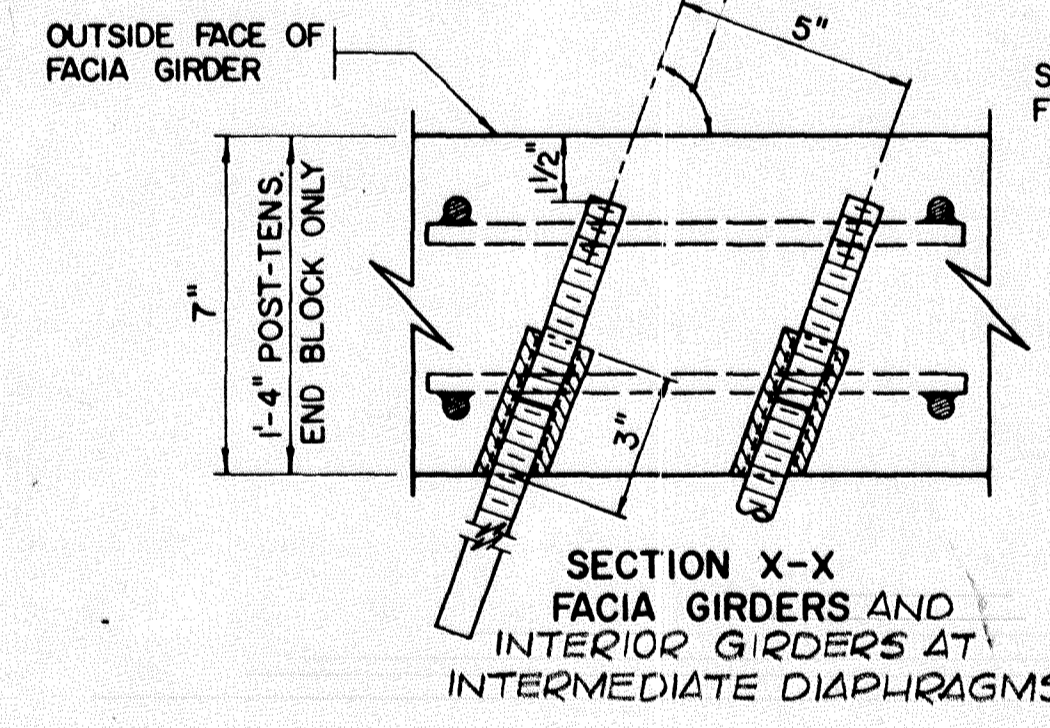 OUTSIDE FACE OF
FACIA GIRDER
5"
S
F
1 1/2"
7"
1'-4" POST-TENS.
END BLOCK ONLY
3"
SECTION X-X
FACIA GIRDERS AND
INTERIOR GIRDERS AT
INTERMEDIATE DIAPHRAGMS